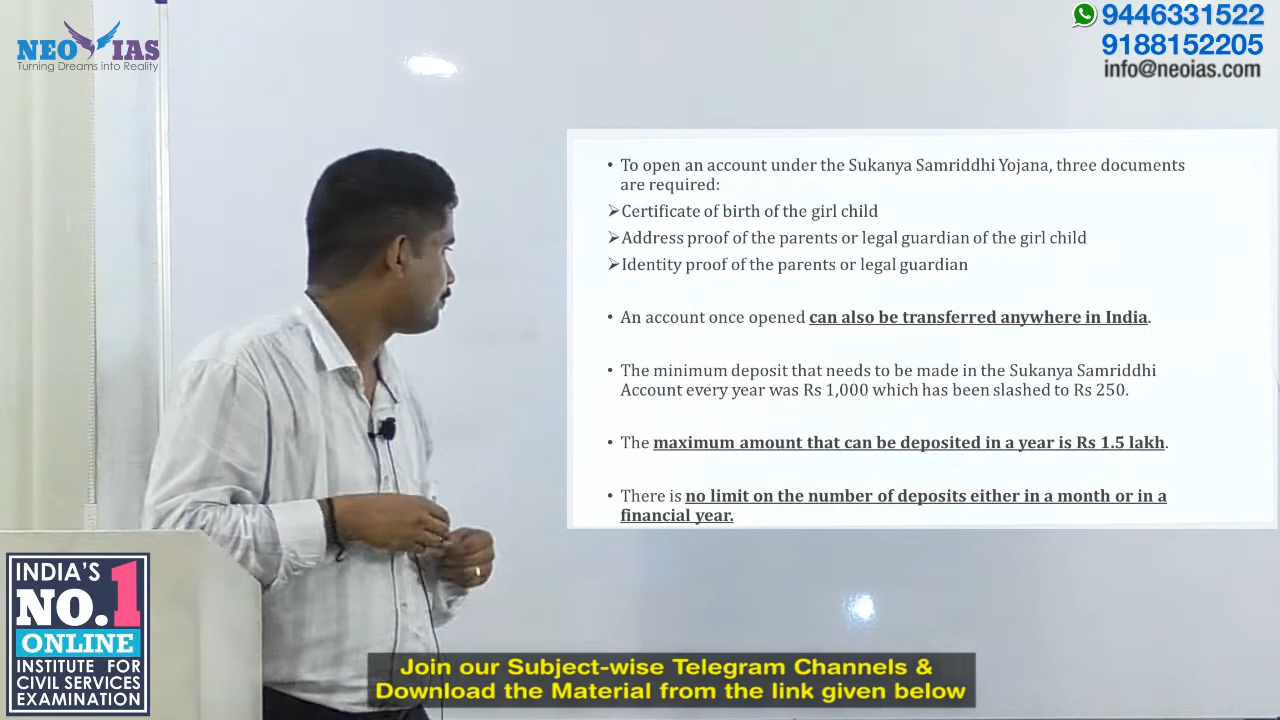 NEO IAS
Turning Dreams into Reality
9446331522
9188152205
info@neoias.com
• To open an account under the Sukanya Samriddhi Yojana, three documents
are required:
➢Certificate of birth of the girl child
➢Address proof of the parents or legal guardian of the girl child
➢Identity proof of the parents or legal guardian
• An account once opened can also be transferred anywhere in India.
• The minimum deposit that needs to be made in the Sukanya Samriddhi
Account every year was Rs 1,000 which has been slashed to Rs 250.
• The maximum amount that can be deposited in a year is Rs 1.5 lakh.
• There is no limit on the number of deposits either in a month or in a
financial year.
INDIA'S
NO.1
ONLINE
INSTITUTE FOR
CIVIL SERVICES
EXAMINATION
Join our Subject-wise Telegram Channels &
Download the Material from the link given below